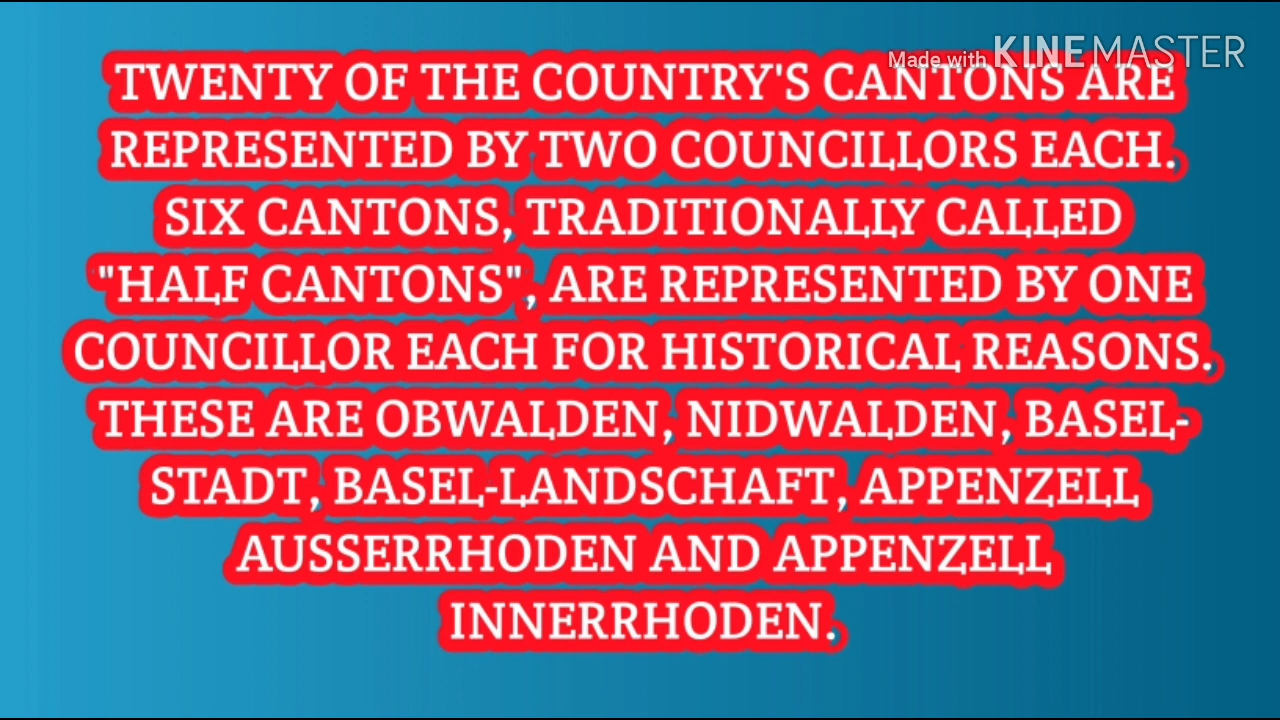 Made with KINEMASTER
TWENTY OF THE COUNTRY'S CANTONS ARE
REPRESENTED BY TWO COUNCILLORS EACH.
SIX CANTONS, TRADITIONALLY CALLED
"HALF CANTONS", ARE REPRESENTED BY ONE
COUNCILLOR EACH FOR HISTORICAL REASONS.
THESE ARE OBWALDEN, NIDWALDEN, BASEL-
STADT, BASEL-LANDSCHAFT, APPENZELL
AUSSERRHODEN AND APPENZELL
INNERRHODEN.